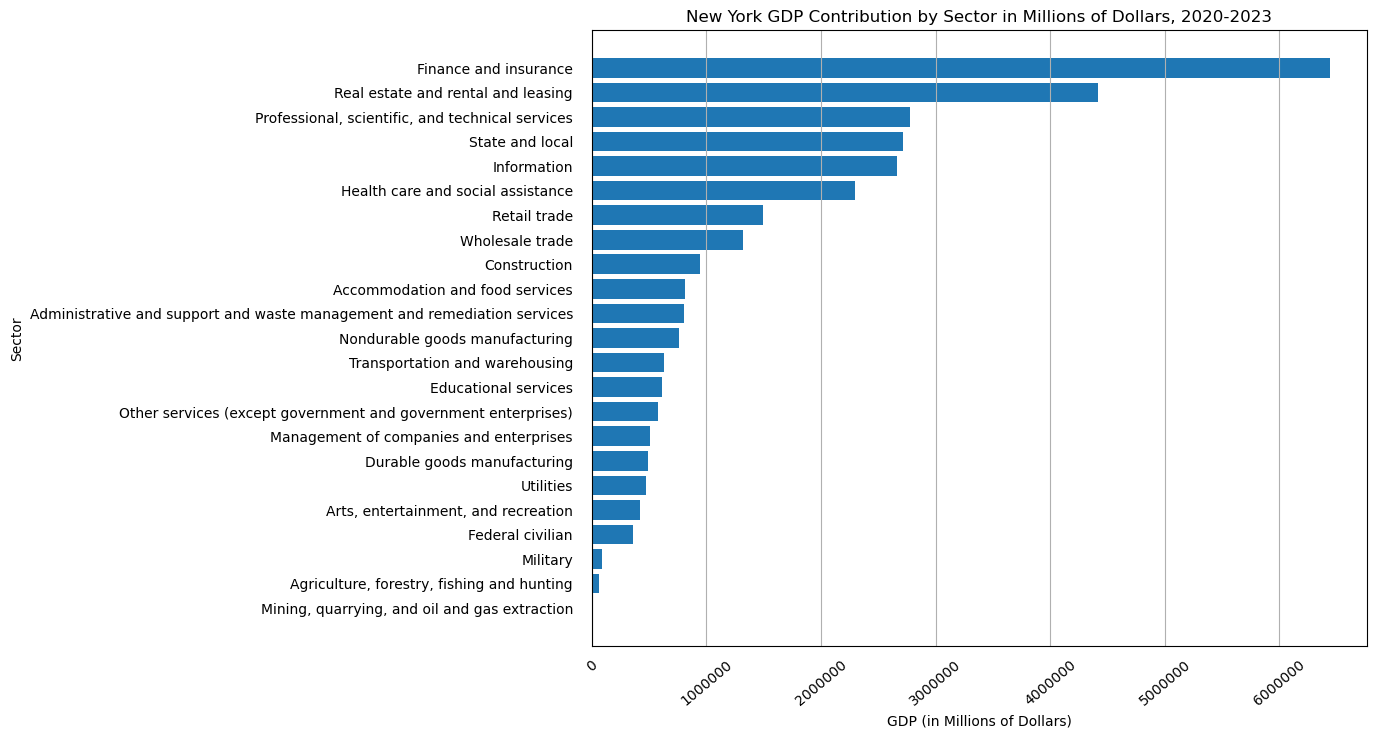 New York GDP Contribution by Sector in Millions of Dollars, 2020-2023
Sector
Finance and insurance
Real estate and rental and leasing
Professional, scientific, and technical services
State and local
Information
Health care and social assistance
Retail trade
Wholesale trade
Construction
Accommodation and food services
Administrative and support and waste management and remediation services
Nondurable goods manufacturing
Transportation and warehousing
Educational services
Other services (except government and government enterprises)
Management of companies and enterprises
Durable goods manufacturing
Utilities
Arts, entertainment, and recreation
Federal civilian
Military
Agriculture, forestry, fishing and hunting
Mining, quarrying, and oil and gas extraction
0 1000000 2000000 3000000 4000000 5000000 6000000
GDP (in Millions of Dollars)